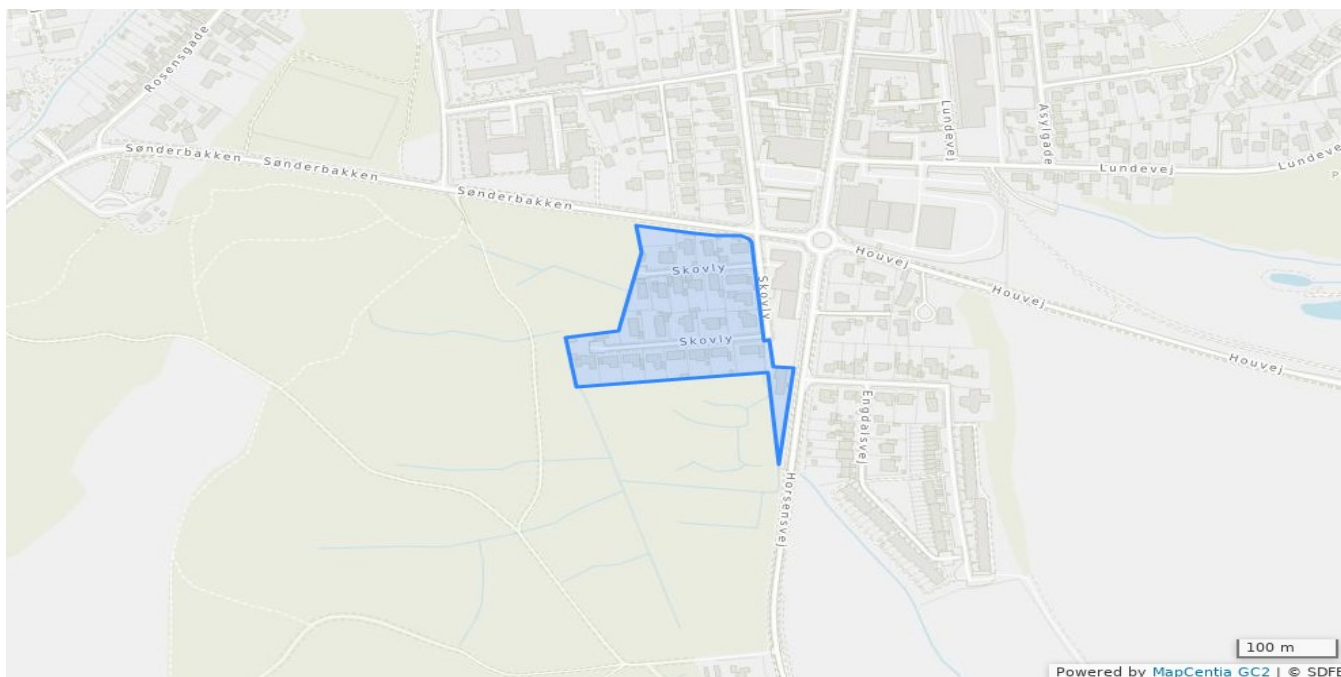 Rosensgade
Sønderbakken
Sønderbakken
Sønderbakken
Lundevej
Asylgade
Lundevej
Lundeve
P
Skovly
Skovly
Skovly
Houvej
Houvej
Houvej
Engdalsvej
Horsensvej
100 m
Powered by MapCentia GC2 | © SDFE